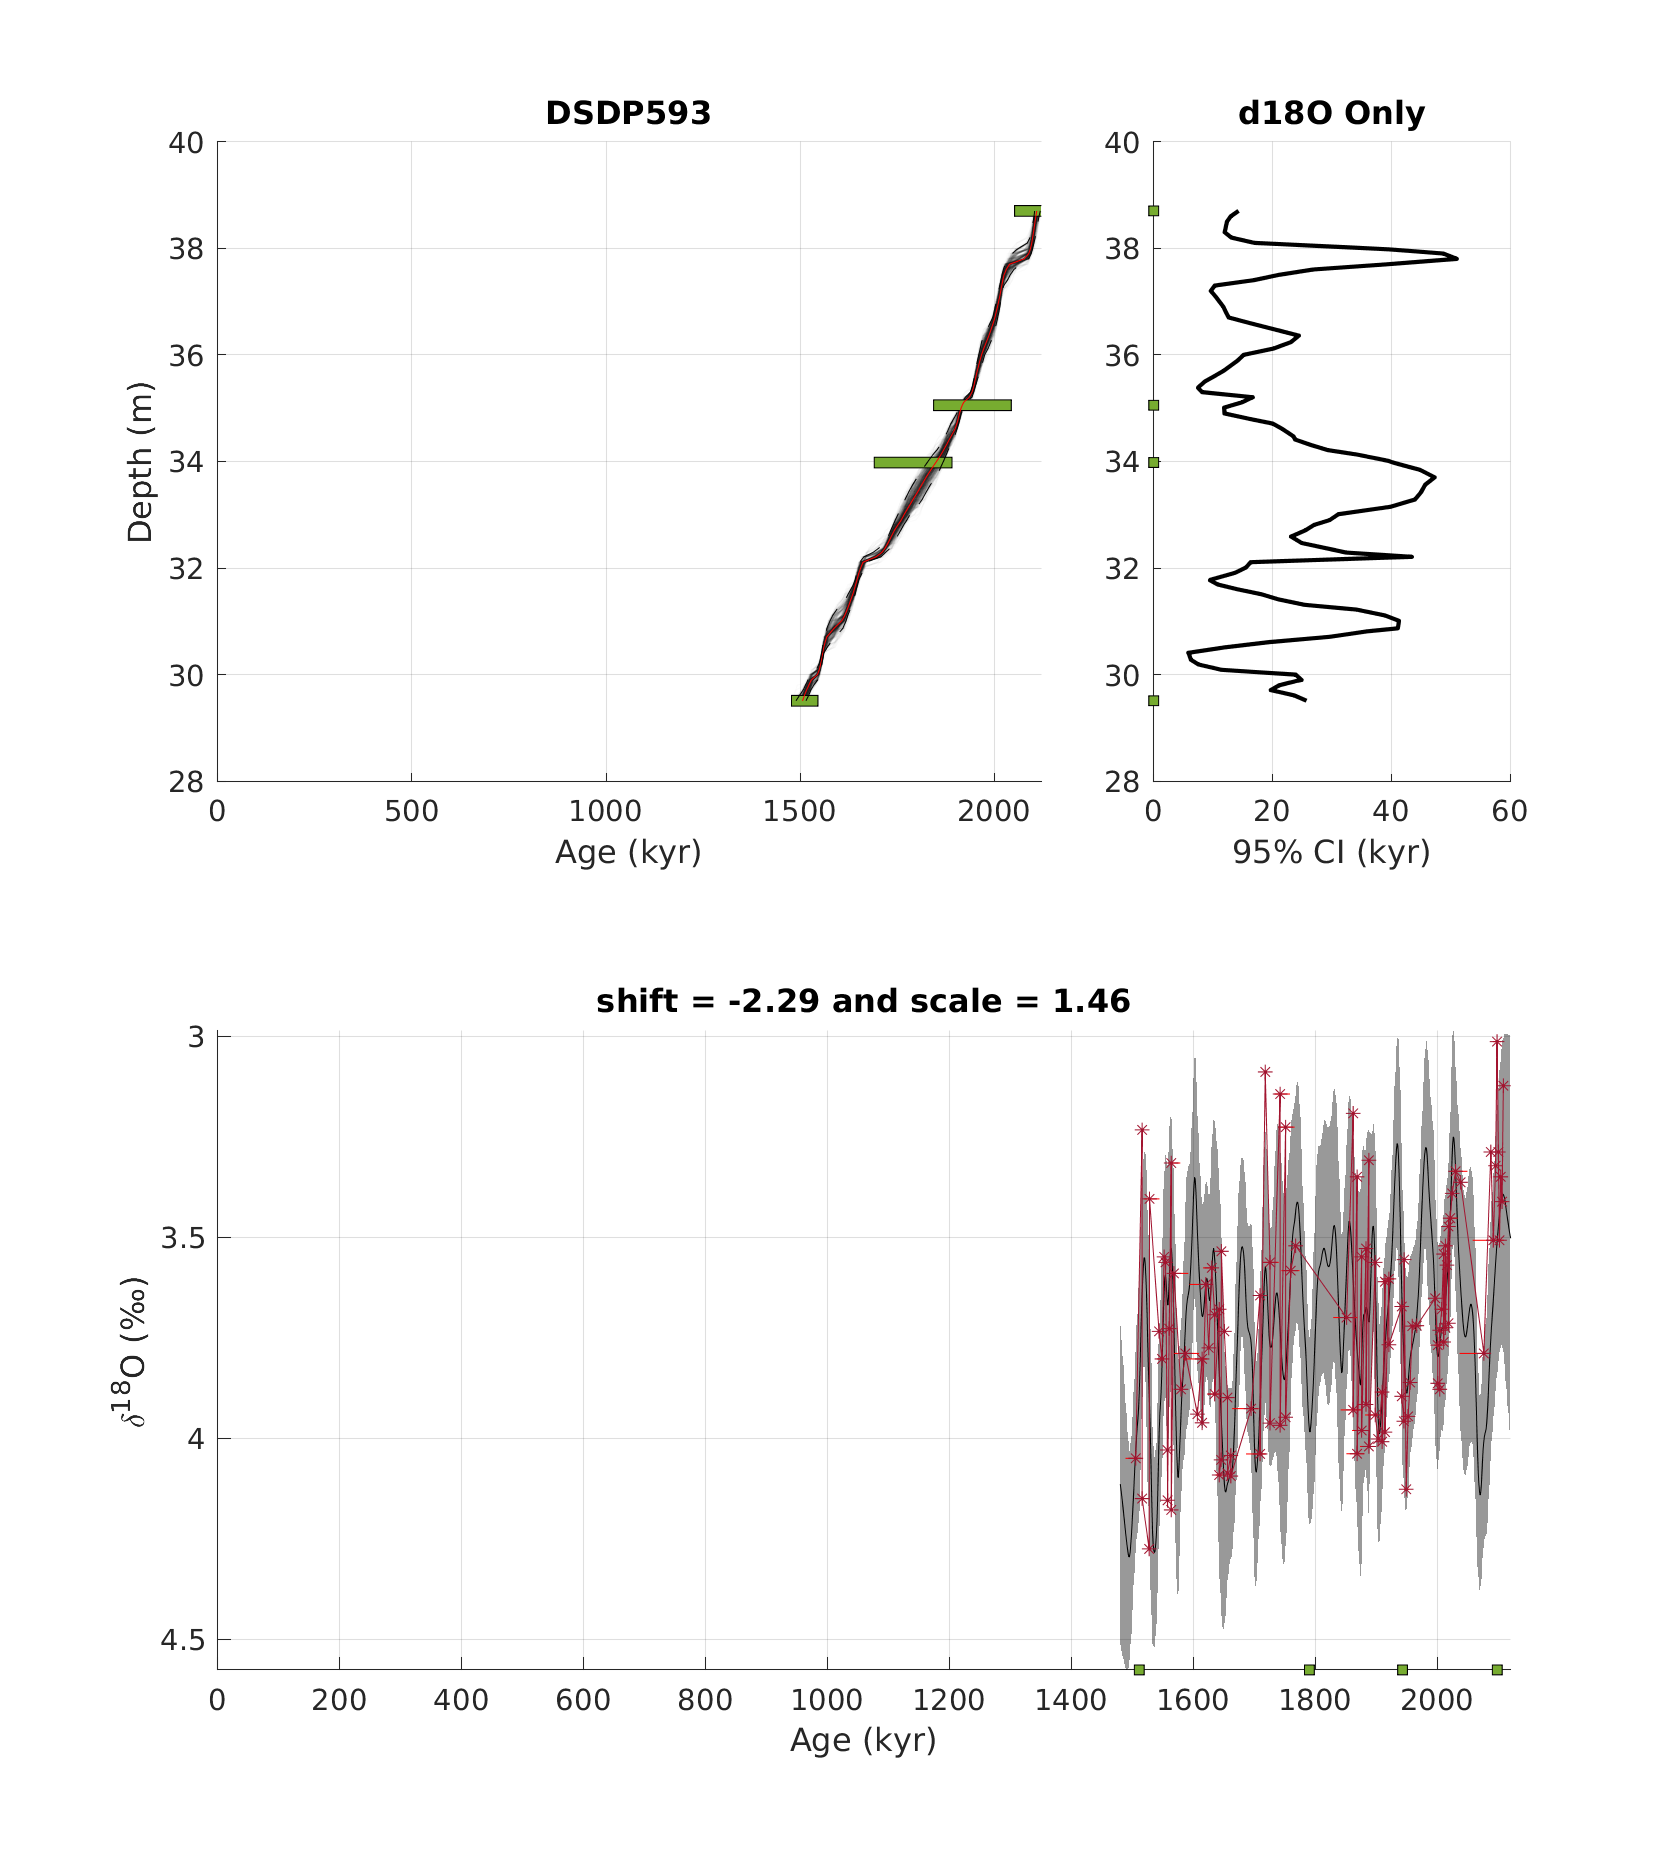 DSDP593
d18O Only
40
38
36
34
32
30
28
Depth (m)
0 500 1000 1500 2000
Age (kyr)
40
38
36
34
32
30
28
0 20 40 60
95% CI (kyr)
shift = -2.29 and scale = 1.46
3
3.5
4
4.5
δ18O (‰)
0 200 400 600 800 1000 1200 1400 1600 1800 2000
Age (kyr)